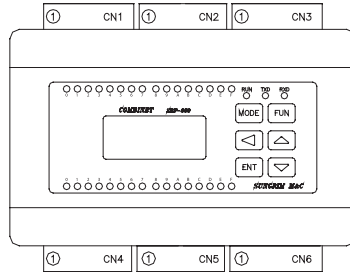 ① CN1 ① CN2 ① CN3
0 1 2 3 4 5 6 7 8 9 A B C D E F RUN TXD RXD
COMBINET
MODE FUN
ENT
0 1 2 3 4 5 6 7 8 9 A B C D E F SUNGRIM M&C
① CN4 ① CN5 ① CN6